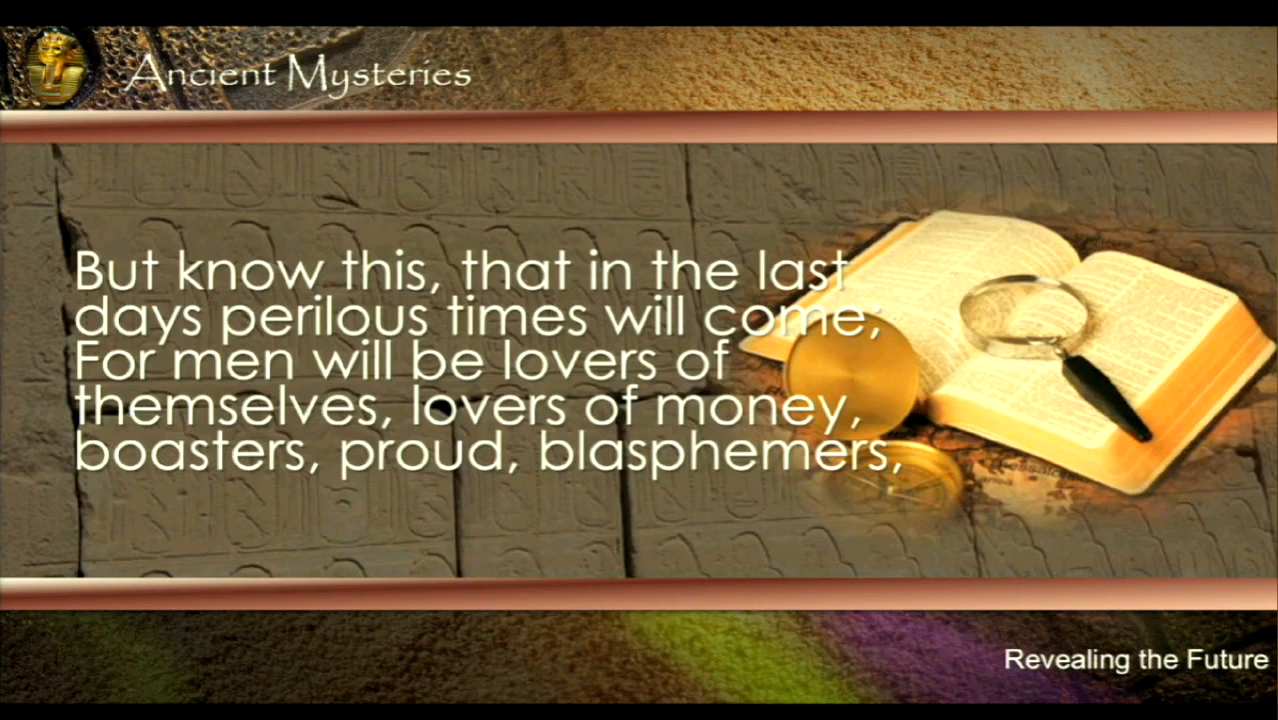 Ancient Mysteries
But know this, that in the last
days perilous times will come;
For men will be lovers of
themselves, lovers of money,
boasters, proud, blasphemers,
Revealing the Future